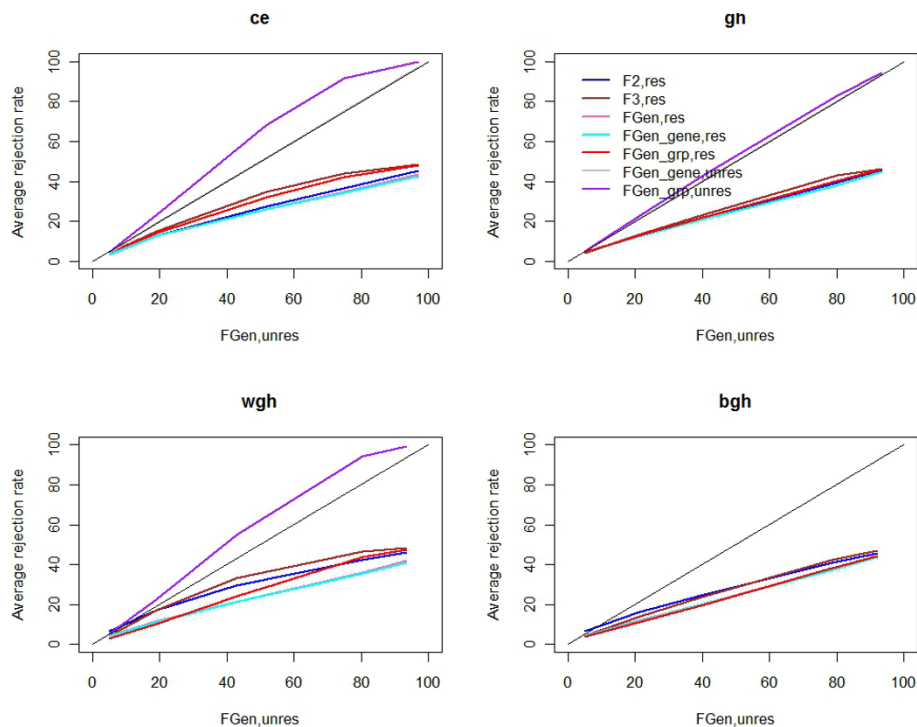 ce
Average rejection rate
0 20 40 60 80 100
0 20 40 60 80 100
FGen,unres
gh
Average rejection rate
0 20 40 60 80 100
F2,res
F3,res
FGen,res
FGen_gene,res
FGen_grp,res
FGen_gene,unres
FGen_grp,unres
0 20 40 60 80 100
FGen,unres
wgh
Average rejection rate
0 20 40 60 80 100
0 20 40 60 80 100
FGen,unres
bgh
Average rejection rate
0 20 40 60 80 100
0 20 40 60 80 100
FGen,unres